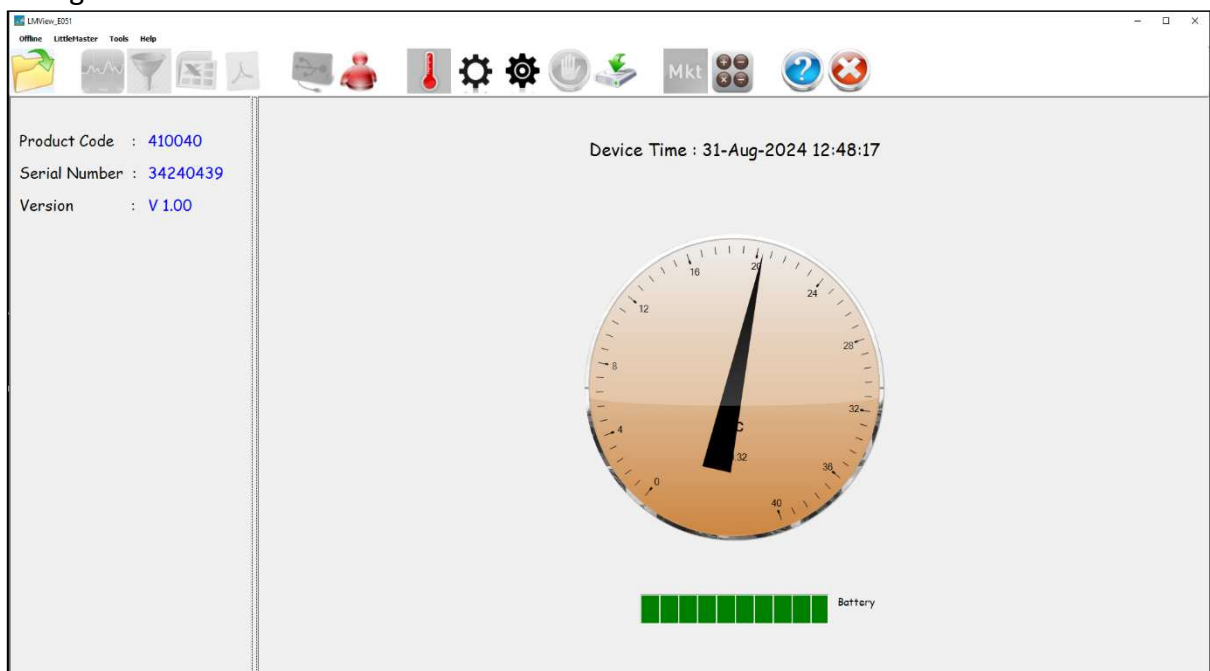 LMView_E051
Offline LittleMaster Tools Help
Mkt
Product Code : 410040
Serial Number : 34240439
Version : V 1.00
Device Time : 31-Aug-2024 12:48:17
0
4
8
12
16
20
24
28
32
36
40
C
.32
Battery